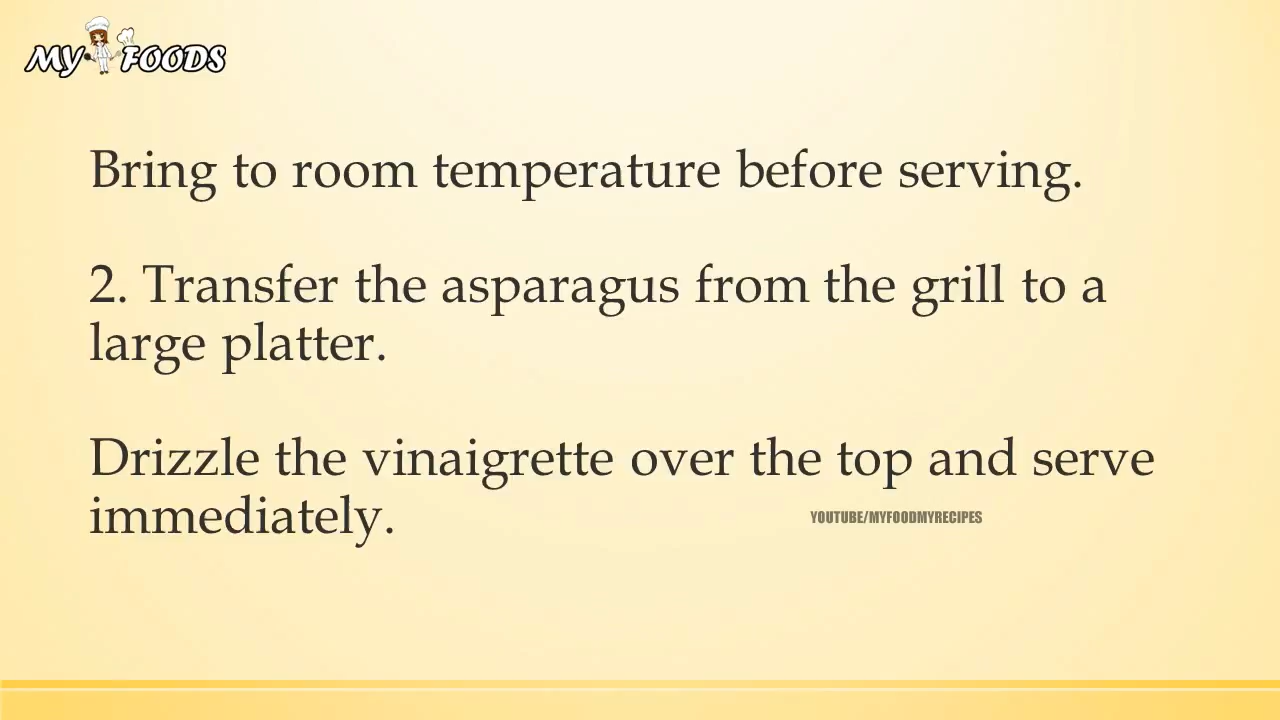 MY FOODS
Bring to room temperature before serving.
2. Transfer the asparagus from the grill to a
large platter.
Drizzle the vinaigrette over the top and serve
immediately.
YOUTUBE/MYFOODMYRECIPES